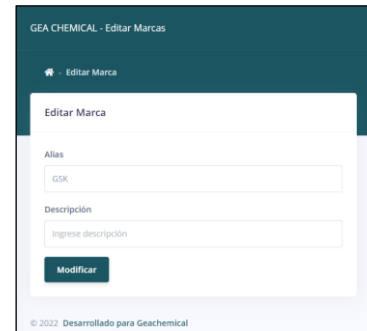 GEA CHEMICAL - Editar Marcas
- Editar Marca
Editar Marca
Alias
GSK
Descripción
Ingrese descripción
Modificar
© 2022 Desarrollado para Geachemical